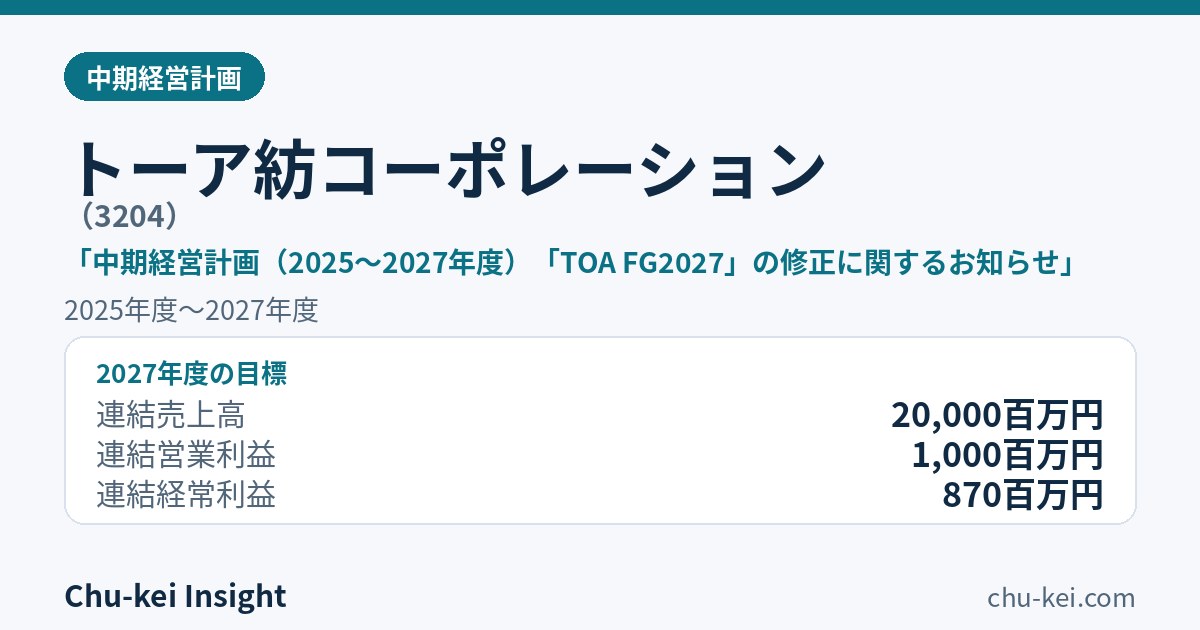 中期経営計画
トーア紡コーポレーション
（3204）
「中期経営計画（2025～2027年度）「TOA FG2027」の修正に関するお知らせ」
2025年度～2027年度
2027年度の目標
連結売上高 20,000百万円
連結営業利益 1,000百万円
連結経常利益 870百万円
Chu-kei Insight chu-kei.com